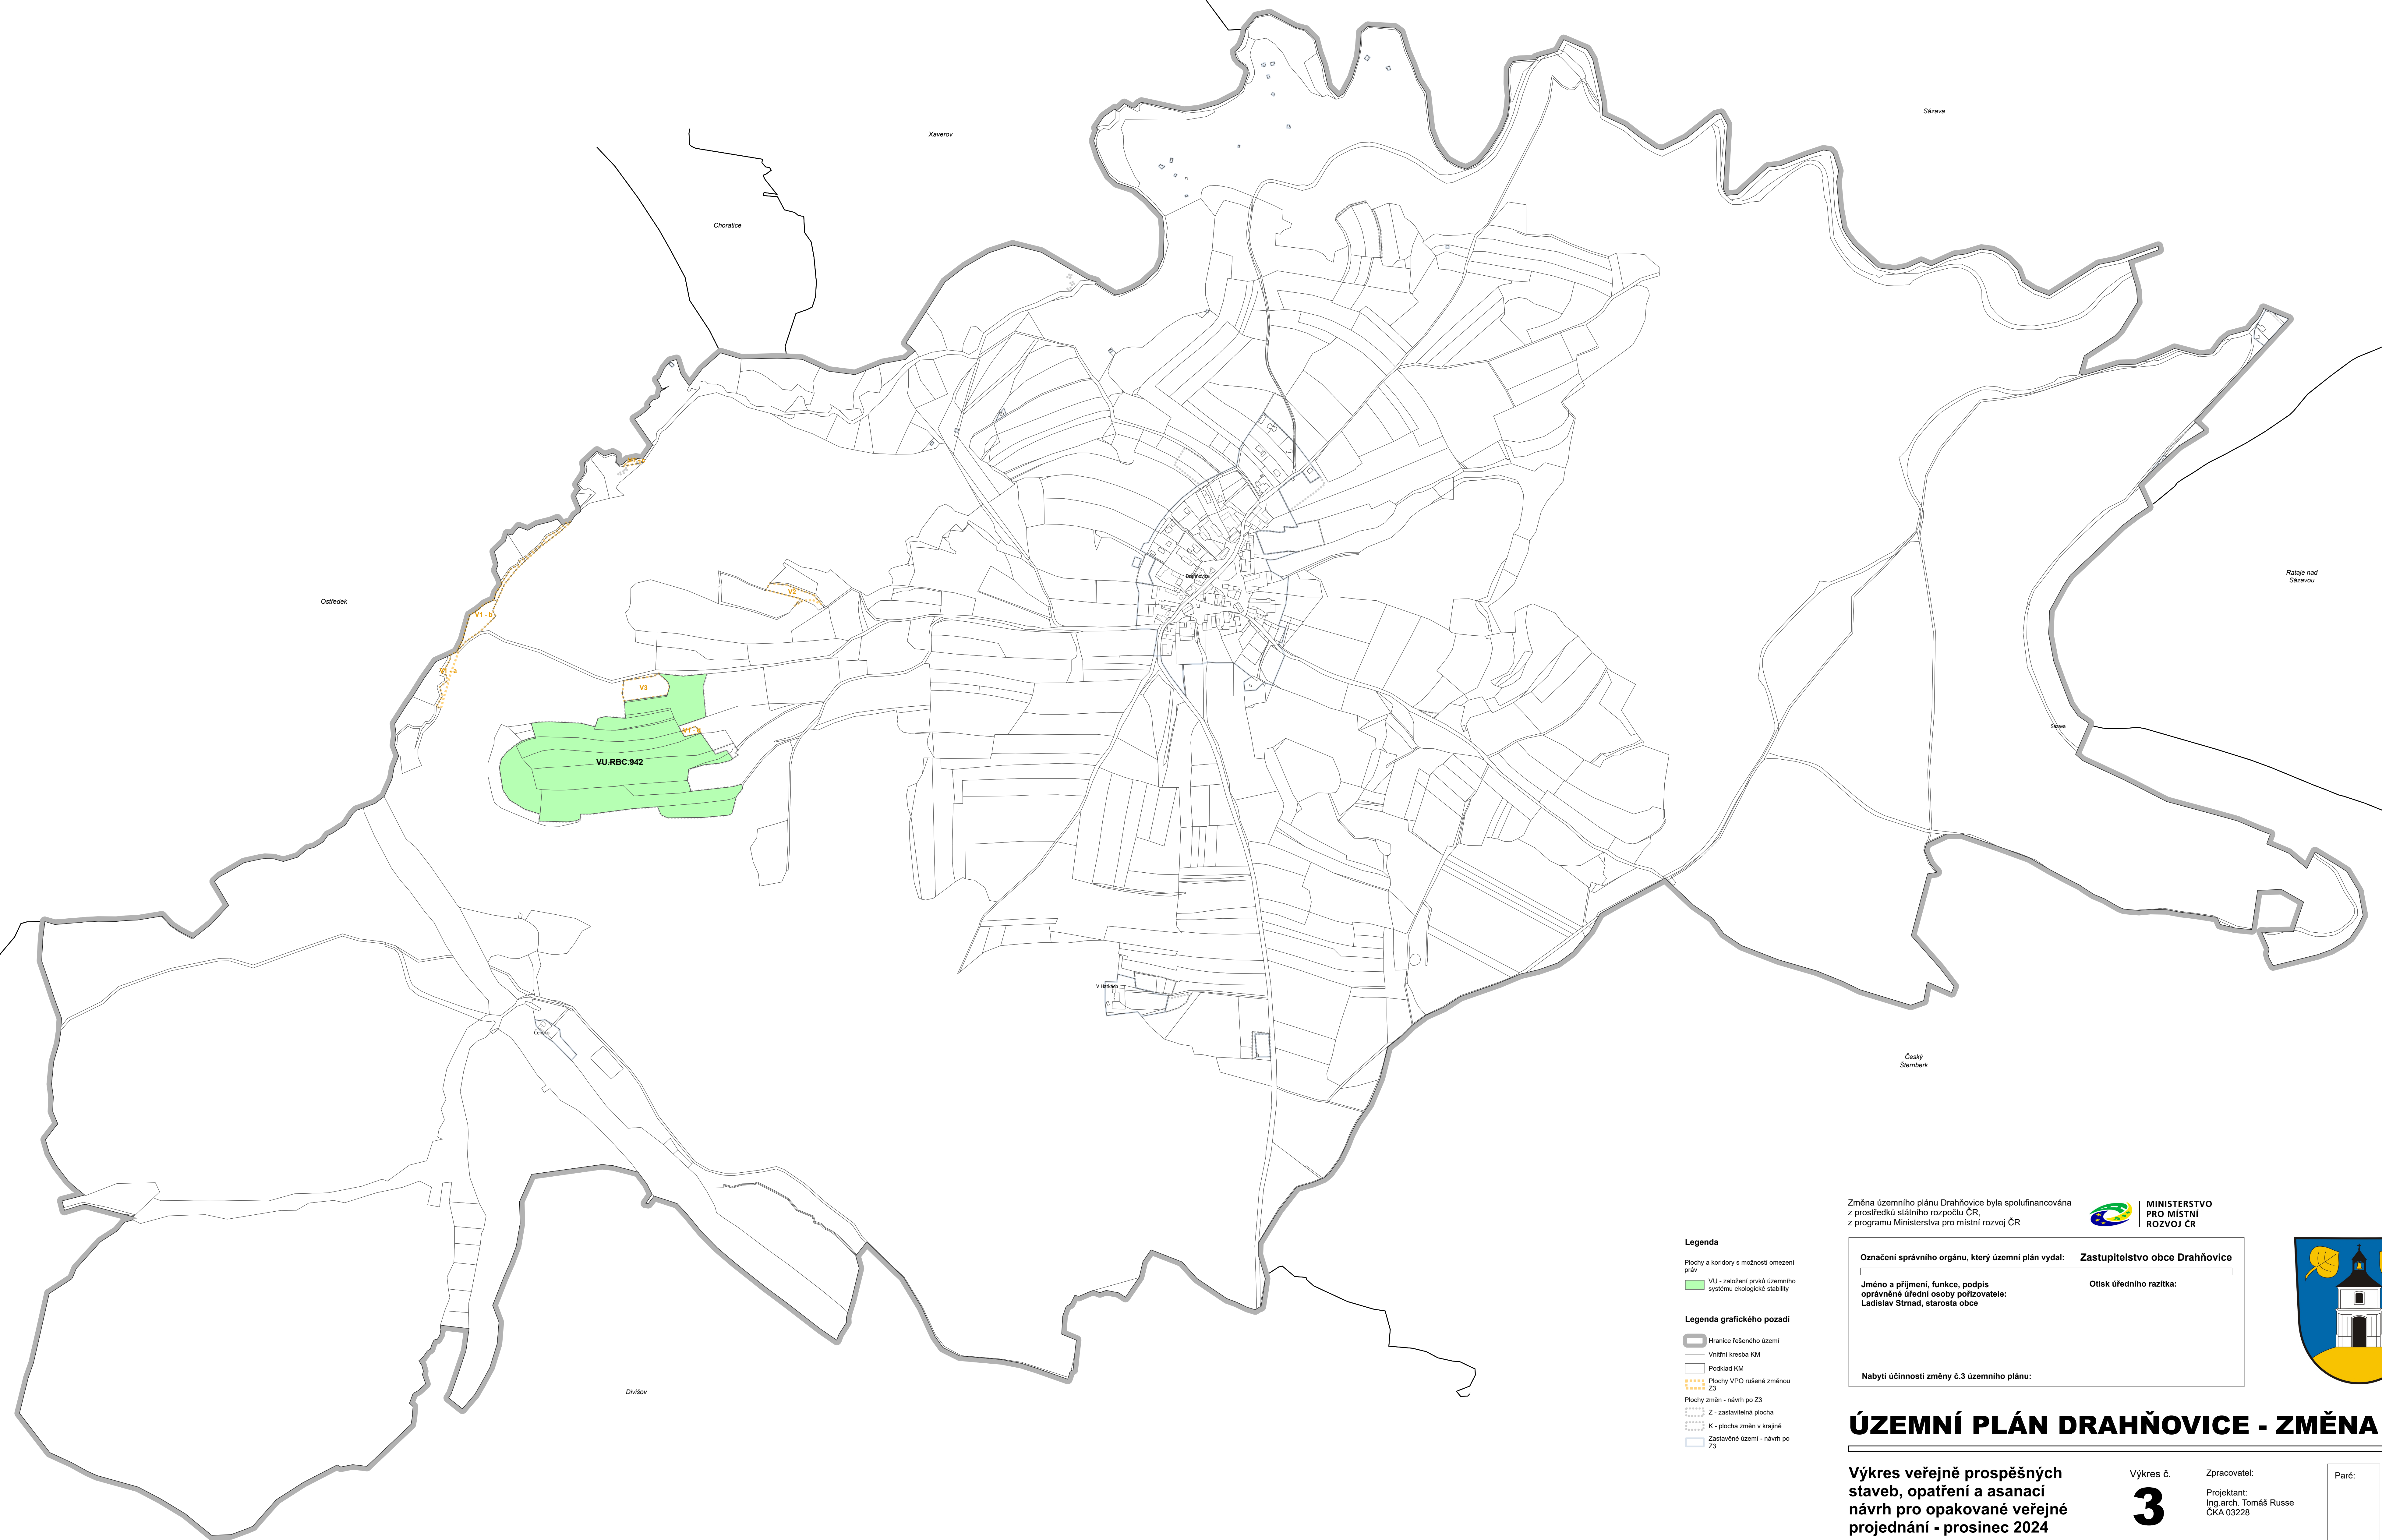 Sázava
Xaverov
Choratice
Ostředek
Rataje nad
Sázavou
V1 - b
V2
V3
VU.RBC.942
Drahňovice
Sázava
V Hatkách
Český
Šternberk
Divišov
Změna územního plánu Drahňovice byla spolufinancována
z prostředků státního rozpočtu ČR,
z programu Ministerstva pro místní rozvoj ČR
MINISTERSTVO
PRO MÍSTNÍ
ROZVOJ ČR
Legenda
Plochy a koridory s možností omezení
práv
VU - založení prvků územního
systému ekologické stability
Legenda grafického pozadí
Hranice řešeného území
Vnitřní kresba KM
Podklad KM
Plochy VPO rušené změnou
Z3
Plochy změn - návrh po Z3
Z - zastavitelná plocha
K - plocha změn v krajině
Zastavěné území - návrh po
Z3
Označení správního orgánu, který územní plán vydal: Zastupitelstvo obce Drahňovice
Jméno a příjmení, funkce, podpis
oprávněné úřední osoby pořizovatele:
Ladislav Strnad, starosta obce
Otisk úředního razítka:
Nabytí účinnosti změny č.3 územního plánu:
ÚZEMNÍ PLÁN DRAHŇOVICE - ZMĚNA
Výkres veřejně prospěšných
staveb, opatření a asanací
návrh pro opakované veřejné
projednání - prosinec 2024
Výkres č.
3
Zpracovatel:
Projektant:
Ing.arch. Tomáš Russe
ČKA 03228
Paré: